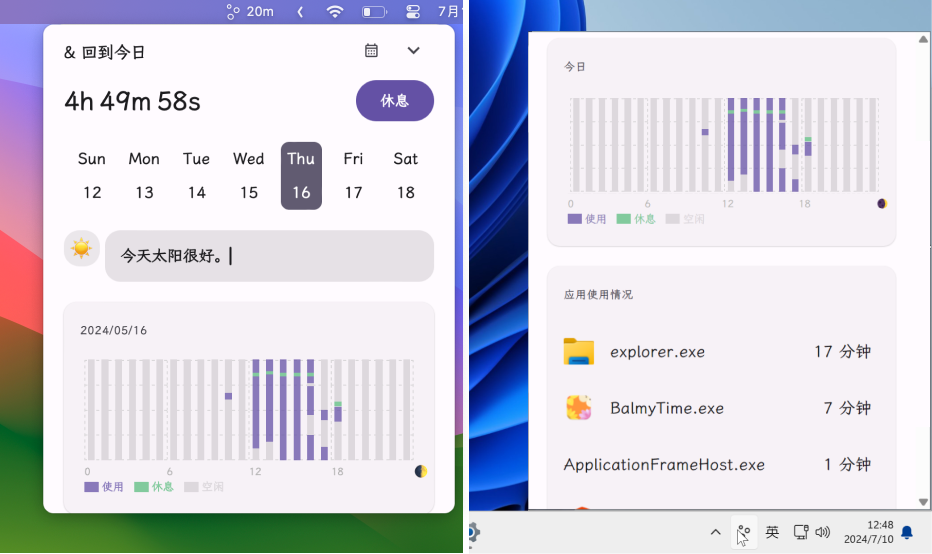 20m
7月
& 回到今日
4h 49m 58s
休息
Sun Mon Tue Wed Thu Fri Sat
12 13 14 15 16 17 18
今天太阳很好。
2024/05/16
0 6 12 18
使用 休息 空闲
今日
0 6 12 18
使用 休息 空闲
应用使用情况
explorer.exe 17 分钟
BalmyTime.exe 7 分钟
ApplicationFrameHost.exe 1 分钟
英
12:48
2024/7/10